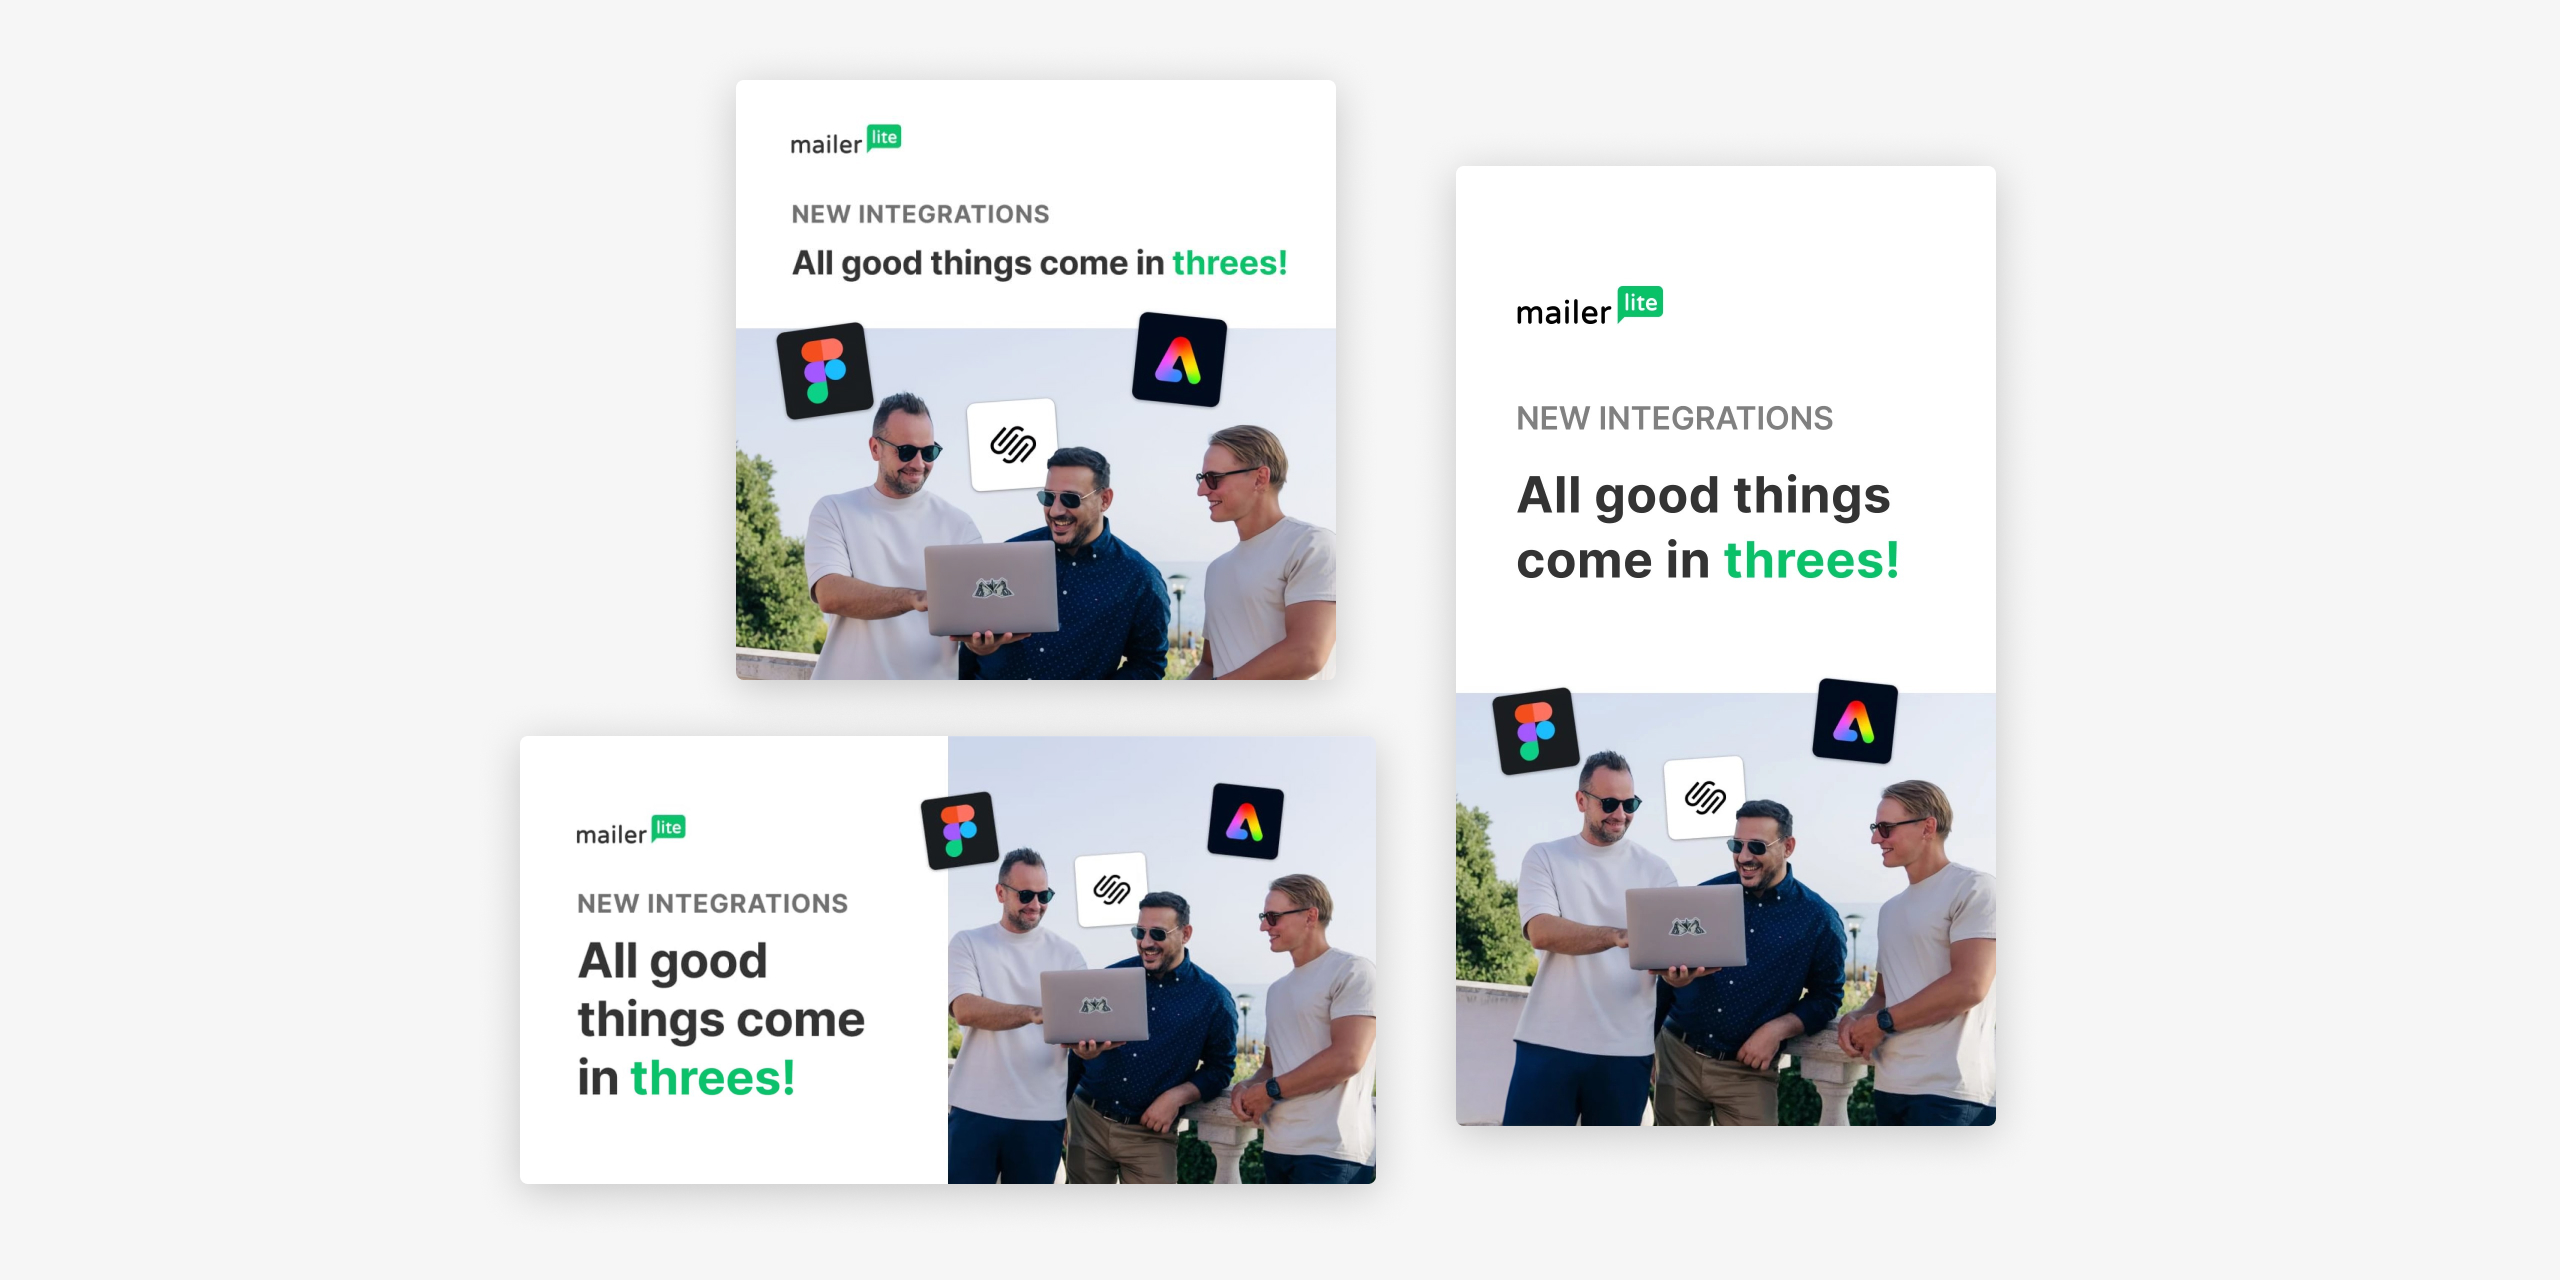 mailer lite
NEW INTEGRATIONS
All good things come in threes!
mailer lite
NEW INTEGRATIONS
All good
things come
in threes!
mailer lite
NEW INTEGRATIONS
All good things
come in threes!